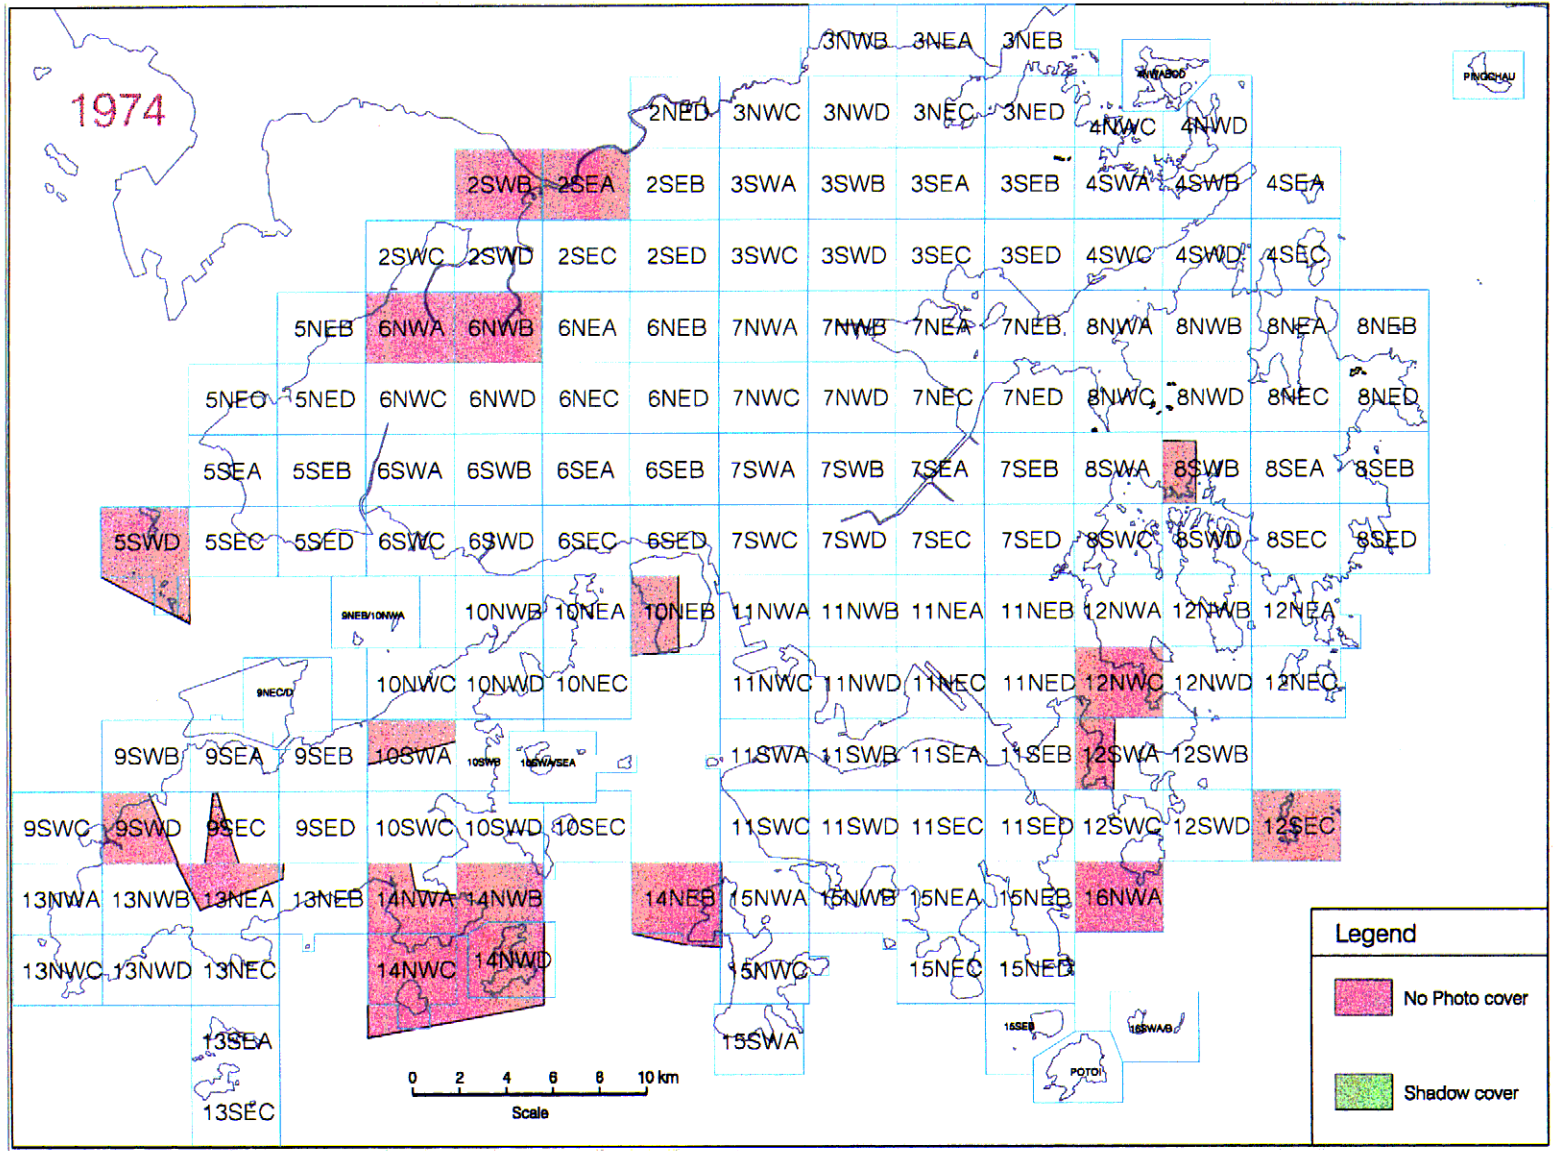 3NWB 3NEA 3NEB
4NWABCD PINGCHAU
1974
2NED 3NWC 3NWD 3NEC 3NED 4NWC 4NWD
2SWB 2SEA 2SEB 3SWA 3SWB 3SEA 3SEB 4SWA 4SWB 4SEA
2SWC 2SWD 2SEC 2SED 3SWC 3SWD 3SEC 3SED 4SWC 4SWD 4SEC
5NEB 6NWA 6NWB 6NEA 6NEB 7NWA 7NWB 7NEA 7NEB 8NWA 8NWB 8NEA 8NEB
5NEC 5NED 6NWC 6NWD 6NEC 6NED 7NWC 7NWD 7NEC 7NED 8NWC 8NWD 8NEC 8NED
5SEA 5SEB 6SWA 6SWB 6SEA 6SEB 7SWA 7SWB 7SEA 7SEB 8SWA 8SWB 8SEA 8SEB
5SWD 5SEC 5SED 6SWC 6SWD 6SEC 6SED 7SWC 7SWD 7SEC 7SED 8SWC 8SWD 8SEC 8SED
9NEB/10NWA 10NWB 10NEA 10NEB 11NWA 11NWB 11NEA 11NEB 12NWA 12NWB 12NEA
9NEC/D 10NWC 10NWD 10NEC 11NWC 11NWD 11NEC 11NED 12NWC 12NWD 12NEC
9SWB 9SEA 9SEB 10SWA 10SWB 10SWA/SEA 11SWA 11SWB 11SEA 11SEB 12SWA 12SWB
9SWC 9SWD 9SEC 9SED 10SWC 10SWD 10SEC 11SWC 11SWD 11SEC 11SED 12SWC 12SWD 12SEC
13NWA 13NWB 13NEA 13NEB 14NWA 14NWB 14NEB 15NWA 15NWB 15NEA 15NEB 16NWA
13NWC 13NWD 13NEC 14NWC 14NWD 15NWC 15NEC 15NED
13SEA 15SWA 15SEB 16SWA/B
POTOI
13SEC
0 2 4 6 8 10 km
Scale
Legend
No Photo cover
Shadow cover